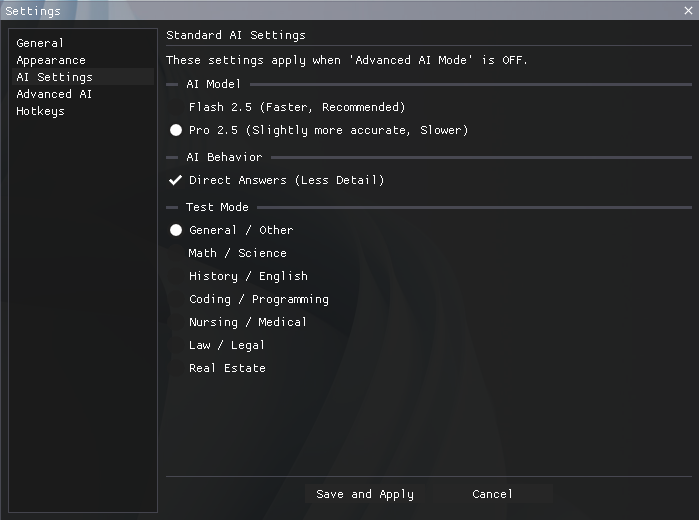 Settings
General
Appearance
AI Settings
Advanced AI
Hotkeys
Standard AI Settings
These settings apply when 'Advanced AI Mode' is OFF.
AI Model
Flash 2.5 (Faster, Recommended)
Pro 2.5 (Slightly more accurate, Slower)
AI Behavior
Direct Answers (Less Detail)
Test Mode
General / Other
Math / Science
History / English
Coding / Programming
Nursing / Medical
Law / Legal
Real Estate
Save and Apply
Cancel